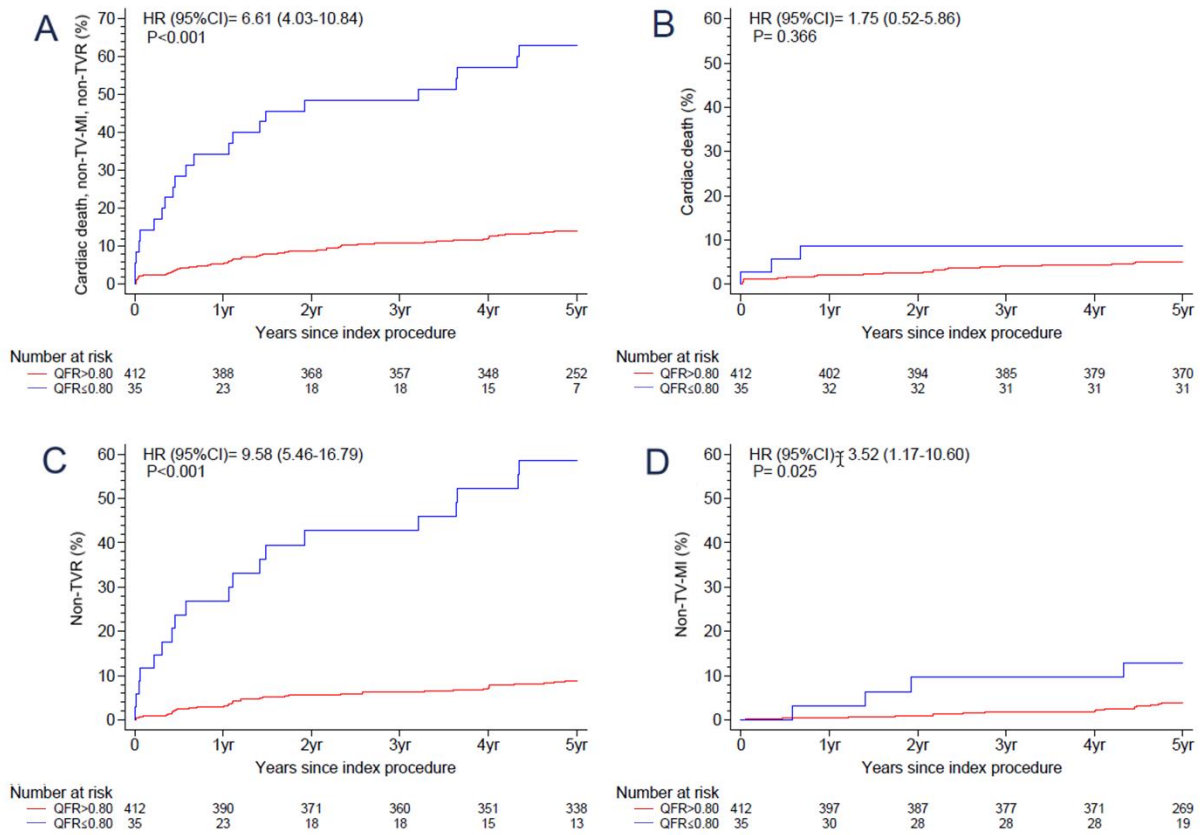 A
HR (95%CI)= 6.61 (4.03-10.84)
P<0.001
Cardiac death, non-TV-MI, non-TVR (%)
70
60
50
40
30
20
10
0
0 1yr 2yr 3yr 4yr 5yr
Years since index procedure
Number at risk
QFR>0.80 412 388 368 357 348 252
QFR≤0.80 35 23 18 18 15 7
B
HR (95%CI)= 1.75 (0.52-5.86)
P= 0.366
Cardiac death (%)
60
50
40
30
20
10
0
0 1yr 2yr 3yr 4yr 5yr
Years since index procedure
Number at risk
QFR>0.80 412 402 394 385 379 370
QFR≤0.80 35 32 32 31 31 31
C
HR (95%CI)= 9.58 (5.46-16.79)
P<0.001
Non-TVR (%)
60
50
40
30
20
10
0
0 1yr 2yr 3yr 4yr 5yr
Years since index procedure
Number at risk
QFR>0.80 412 390 371 360 351 338
QFR≤0.80 35 23 18 18 15 13
D
HR (95%CI)= 3.52 (1.17-10.60)
P= 0.025
Non-TV-MI (%)
60
50
40
30
20
10
0
0 1yr 2yr 3yr 4yr 5yr
Years since index procedure
Number at risk
QFR>0.80 412 397 387 377 371 269
QFR≤0.80 35 30 28 28 28 19